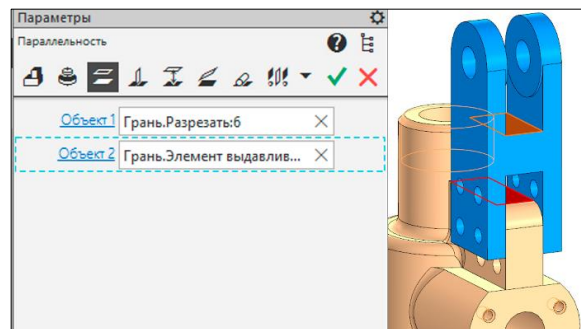 Параметры
Параллельность
Объект 1 Грань.Разрезать:6
Объект 2 Грань.Элемент выдавлив...